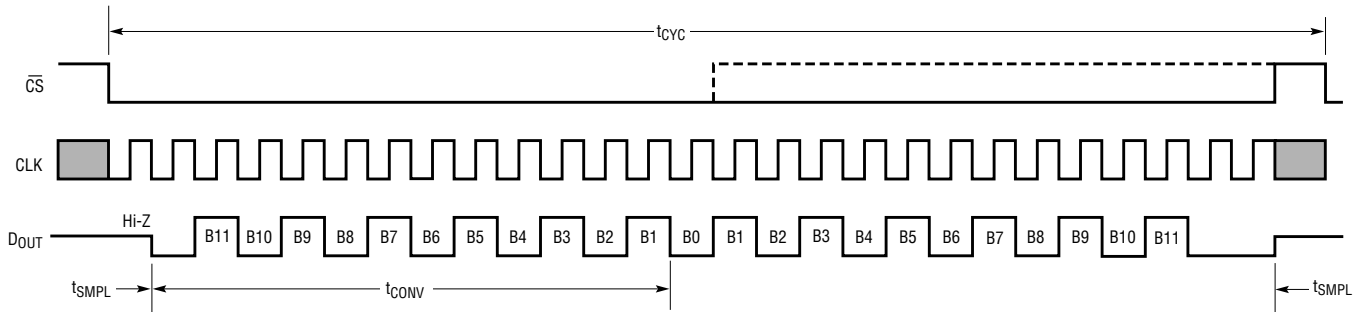 tCYC
CS
CLK
Hi-Z
DOUT
B11 B10 B9 B8 B7 B6 B5 B4 B3 B2 B1 B0 B1 B2 B3 B4 B5 B6 B7 B8 B9 B10 B11
tSMPL tCONV tSMPL